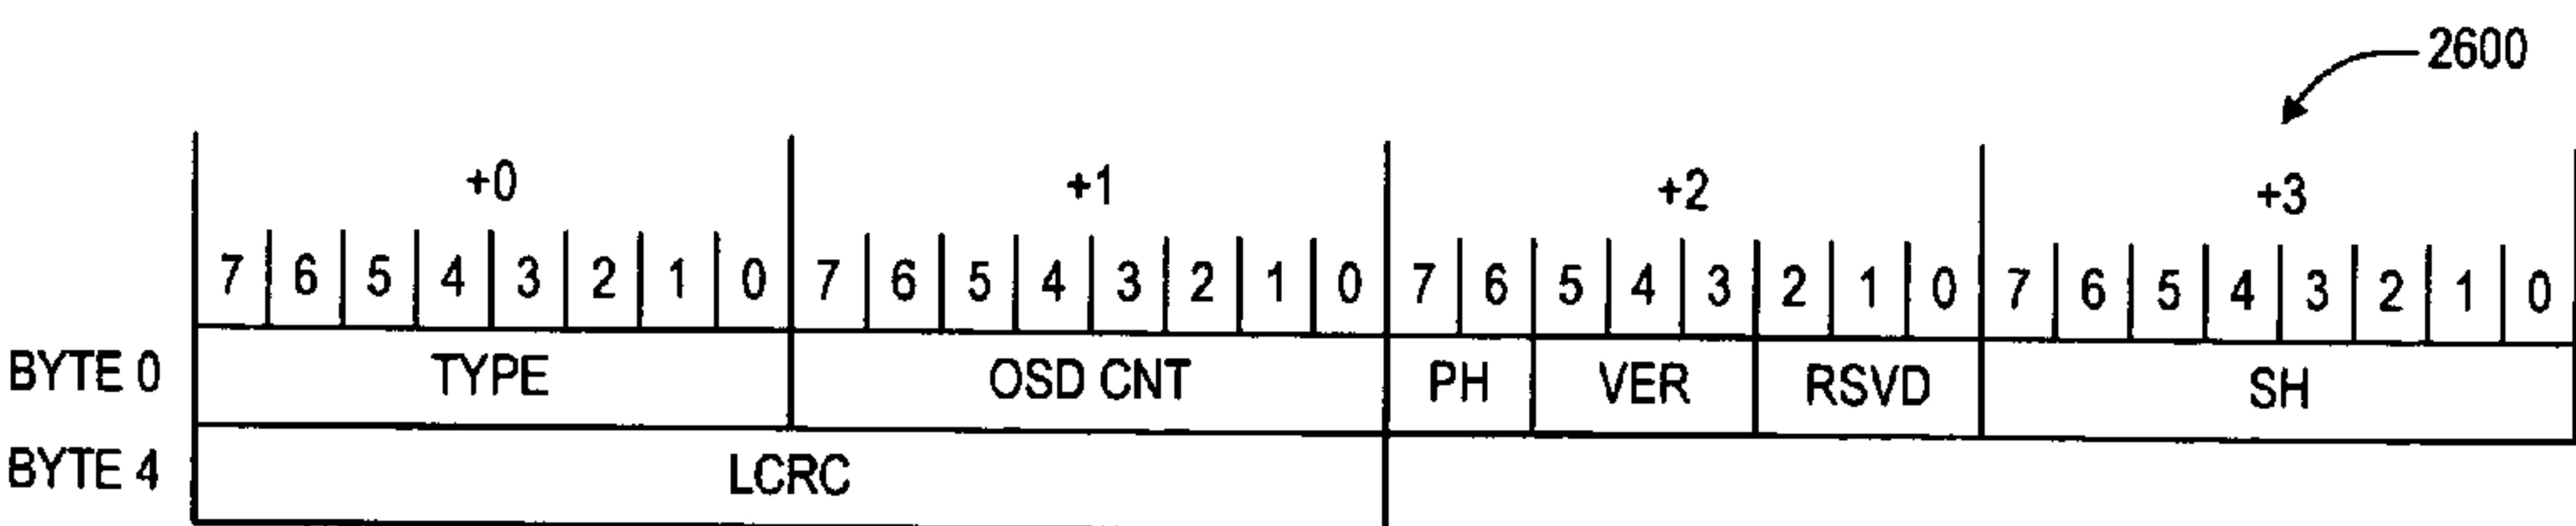 2600
+0 +1 +2 +3
7 6 5 4 3 2 1 0 7 6 5 4 3 2 1 0 7 6 5 4 3 2 1 0 7 6 5 4 3 2 1 0
BYTE 0 TYPE OSD CNT PH VER RSVD SH
BYTE 4 LCRC